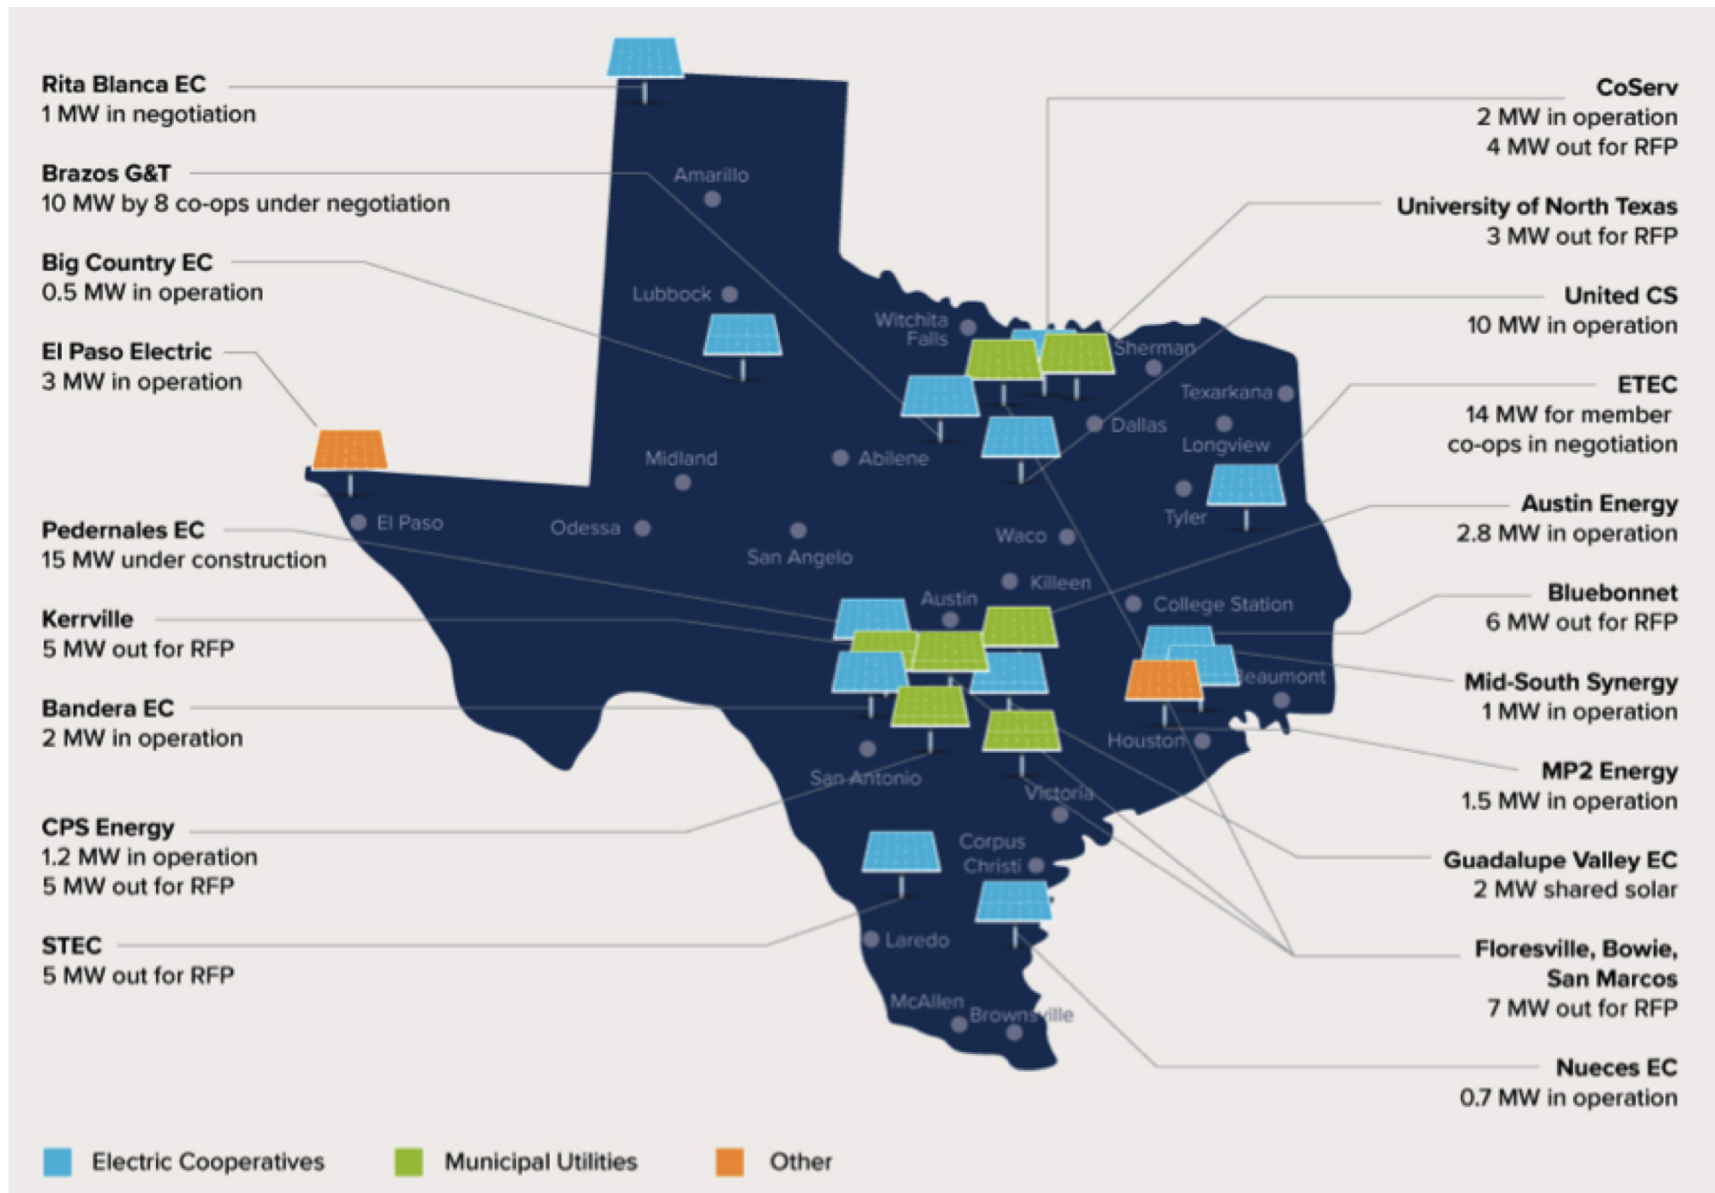 Rita Blanca EC
1 MW in negotiation
Brazos G&T
10 MW by 8 co-ops under negotiation
Big Country EC
0.5 MW in operation
El Paso Electric
3 MW in operation
Pedernales EC
15 MW under construction
Kerrville
5 MW out for RFP
Bandera EC
2 MW in operation
CPS Energy
1.2 MW in operation
5 MW out for RFP
STEC
5 MW out for RFP
Amarillo
Lubbock
Witchita
Falls
Sherman
Texarkana
Dallas
Longview
Midland
Abilene
Tyler
El Paso
Odessa
San Angelo
Waco
Killeen
Austin
College Station
Beaumont
Houston
San Antonio
Victoria
Corpus
Christi
Laredo
McAllen
Brownsville
CoServ
2 MW in operation
4 MW out for RFP
University of North Texas
3 MW out for RFP
United CS
10 MW in operation
ETEC
14 MW for member
co-ops in negotiation
Austin Energy
2.8 MW in operation
Bluebonnet
6 MW out for RFP
Mid-South Synergy
1 MW in operation
MP2 Energy
1.5 MW in operation
Guadalupe Valley EC
2 MW shared solar
Floresville, Bowie,
San Marcos
7 MW out for RFP
Nueces EC
0.7 MW in operation
Electric Cooperatives
Municipal Utilities
Other